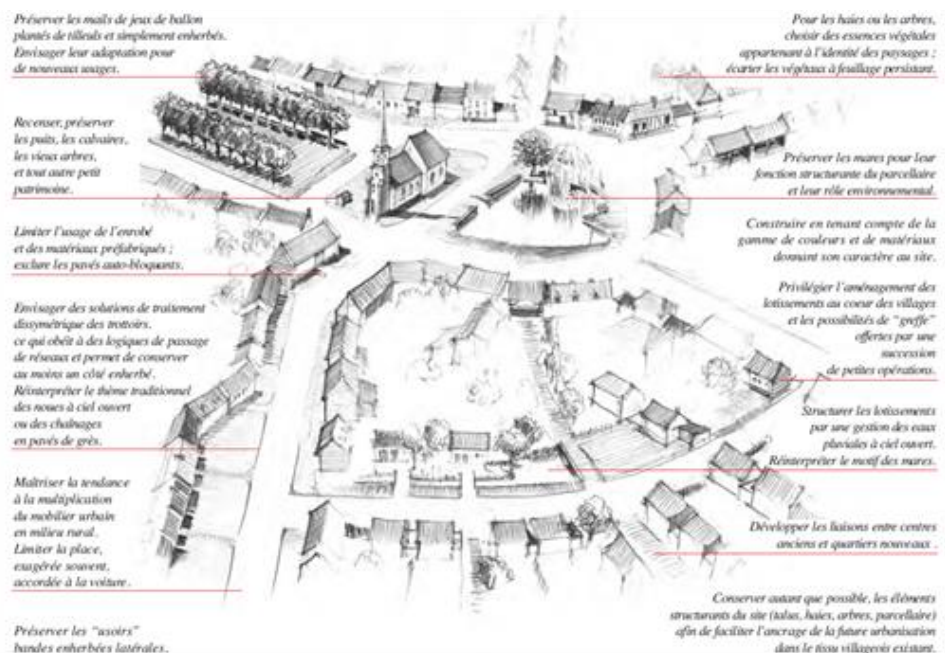 Préserver les mails de jeux de ballon
plantés de tilleuls et simplement enherbés.
Envisager leur adaptation pour
de nouveaux usages.
Recenser, préserver
les puits, les calvaires,
les vieux arbres,
et tout autre petit
patrimoine.
Limiter l'usage de l'enrobé
et des matériaux préfabriqués ;
exclure les pavés auto-bloquants.
Envisager des solutions de traitement
dissymétrique des trottoirs.
ce qui obéit à des logiques de passage
de réseaux et permet de conserver
au moins un côté enherbé.
Réinterpréter le thème traditionnel
des noues à ciel ouvert
ou des chaînages
en pavés de grès.
Maîtriser la tendance
à la multiplication
du mobilier urbain
en milieu rural.
Limiter la place,
exagérée souvent,
accordée à la voiture.
Préserver les "usoirs"
bandes enherbées latérales.
Pour les haies ou les arbres,
choisir des essences végétales
appartenant à l'identité des paysages ;
écarter les végétaux à feuillage persistant.
Préserver les mares pour leur
fonction structurante du parcellaire
et leur rôle environnemental.
Construire en tenant compte de la
gamme de couleurs et de matériaux
donnant son caractère au site.
Privilégier l'aménagement des
lotissements au coeur des villages
et les possibilités de "greffe"
offertes par une
succession
de petites opérations.
Structurer les lotissements
par une gestion des eaux
pluviales à ciel ouvert.
Réinterpréter le motif des mares.
Développer les liaisons entre centres
anciens et quartiers nouveaux .
Conserver autant que possible, les éléments
structurants du site (talus, haies, arbres, parcellaire)
afin de faciliter l'ancrage de la future urbanisation
dans le tissu villageois existant.